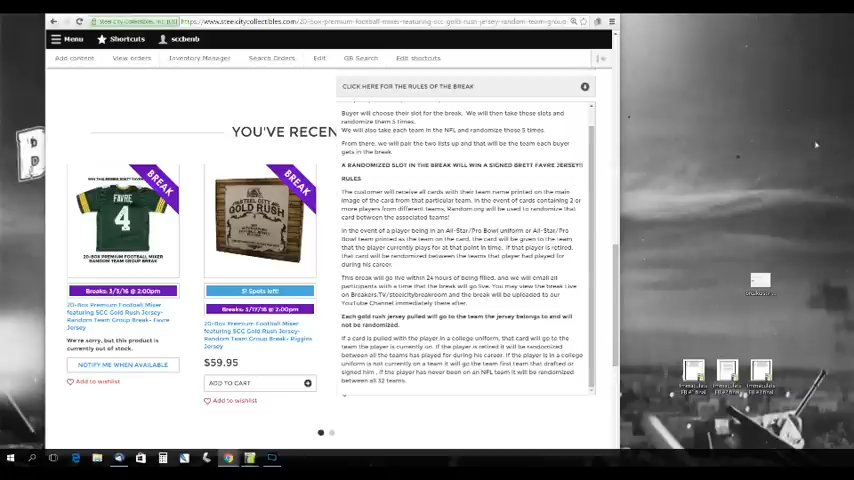 Steel City Collectibles, Inc. [US]
https://www.steelcitycollectibles.com/20-box-premium-football-mixer-featuring-scc-gold-rush-jersey-random-team-group
Menu
Shortcuts
sccbenb
Add content
View orders
Inventory Manager
Search Orders
Edit
QB Search
Edit shortcuts
CLICK HERE FOR THE RULES OF THE BREAK
Buyer will choose their slot for the break. We will then take those slots and
randomize them 5 times.
We will also take each team in the NFL and randomize those 5 times.
From there, we will pair the two lists up and that will be the team each buyer
gets in the break.
A RANDOMIZED SLOT IN THE BREAK WILL WIN A SIGNED BRETT FAVRE JERSEY!!
RULES
The customer will receive all cards with their team name printed on the main
image of the card from that particular team. In the event of cards containing 2 or
more players from different teams, Random.org will be used to randomize that
card between the associated teams!
In the event of a player being in an All-Star/Pro Bowl uniform or All-Star/Pro
Bowl team printed as the team on the card, the card will be given to the team
that the player currently plays for at that point in time. If that player is retired,
that card will be randomized between the teams that player had played for
during his career.
This break will go live within 24 hours of being filled, and we will email all
participants with a time that the break will go live. You may view the break Live
on Breakers.TV/steelcitybreakroom and the break will be uploaded to our
YouTube Channel immediately there after.
Each gold rush jersey pulled will go to the team the jersey belongs to and will
not be randomized.
If a card is pulled with the player in a college uniform, that card will go to the
team the player is currently on. If the player is retired it will be randomized
between all the teams he played for during his career. If the player is in a college
uniform is not currently on a team it will go the team first team that drafted or
signed him. If the player has never been on an NFL team it will be randomized
between all 32 teams.
YOU'VE RECEN
BREAK
FAVRE
4
20-BOX PREMIUM FOOTBALL MIXER
RANDOM TEAM GROUP BREAK
Breaks: 3/3/16 @ 2:00pm
20-Box Premium Football Mixer
featuring SCC Gold Rush Jersey-
Random Team Group Break- Favre
Jersey
We're sorry, but this product is
currently out of stock.
NOTIFY ME WHEN AVAILABLE
Add to wishlist
BREAK
STEEL CITY
GOLD RUSH
31 Spots left!
Breaks: 3/17/16 @ 2:00pm
20-Box Premium Football Mixer
featuring SCC Gold Rush Jersey-
Random Team Group Break- Riggins
Jersey
$59.95
ADD TO CART
Add to wishlist